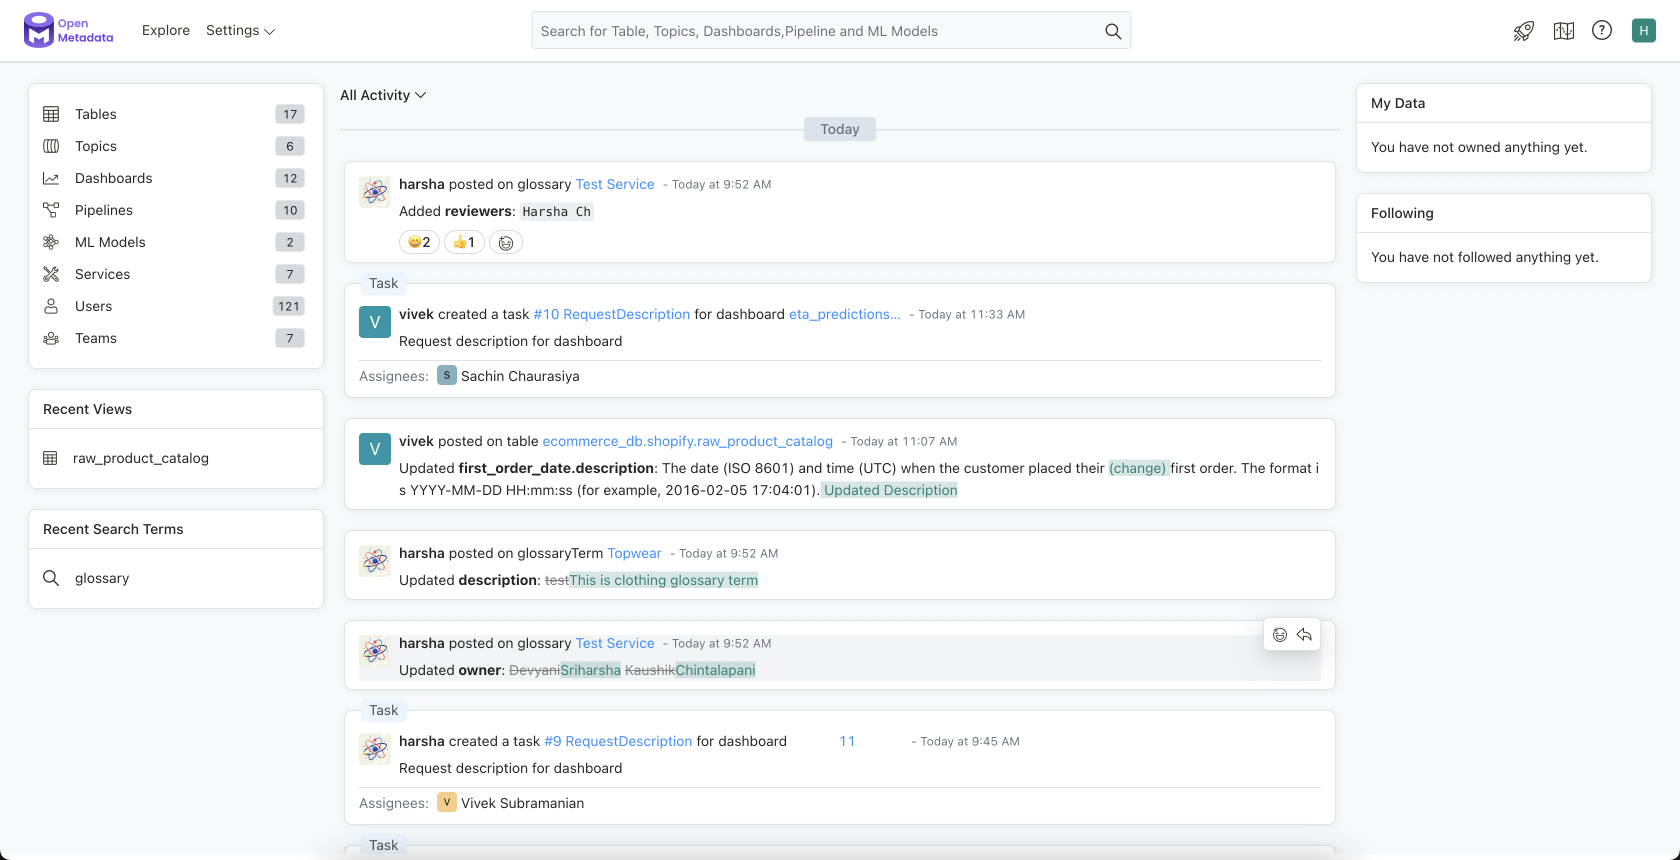 Open
Metadata
Explore Settings
Search for Table, Topics, Dashboards,Pipeline and ML Models
?
H
Tables 17
Topics 6
Dashboards 12
Pipelines 10
ML Models 2
Services 7
Users 121
Teams 7
Recent Views
raw_product_catalog
Recent Search Terms
glossary
All Activity
Today
harsha posted on glossary Test Service - Today at 9:52 AM
Added reviewers: Harsha Ch
2 1
Task
V
vivek created a task #10 RequestDescription for dashboard eta_predictions... - Today at 11:33 AM
Request description for dashboard
Assignees: S Sachin Chaurasiya
V
vivek posted on table ecommerce_db.shopify.raw_product_catalog - Today at 11:07 AM
Updated first_order_date.description: The date (ISO 8601) and time (UTC) when the customer placed their (change) first order. The format i
s YYYY-MM-DD HH:mm:ss (for example, 2016-02-05 17:04:01). Updated Description
harsha posted on glossaryTerm Topwear - Today at 9:52 AM
Updated description: testThis is clothing glossary term
harsha posted on glossary Test Service - Today at 9:52 AM
Updated owner: DevyaniSriharsha KaushikChintalapani
Task
harsha created a task #9 RequestDescription for dashboard 11 - Today at 9:45 AM
Request description for dashboard
Assignees: V Vivek Subramanian
Task
My Data
You have not owned anything yet.
Following
You have not followed anything yet.